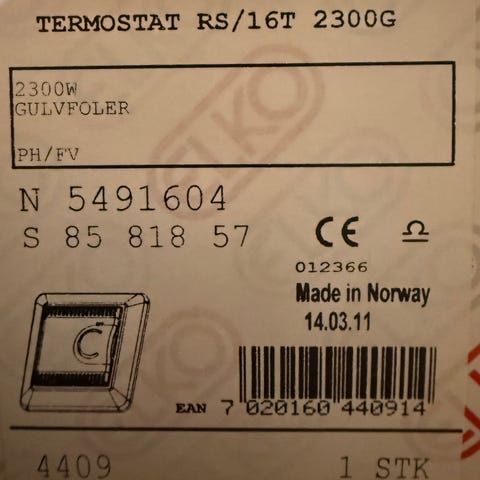 TERMOSTAT RS/16T 2300G
2300W
GULVFOLER
PH/FV
ELKO
N 5491604
S 85 818 57
CE
012366
Made in Norway
14.03.11
C
EAN 7 020160 440914
4409 1 STK